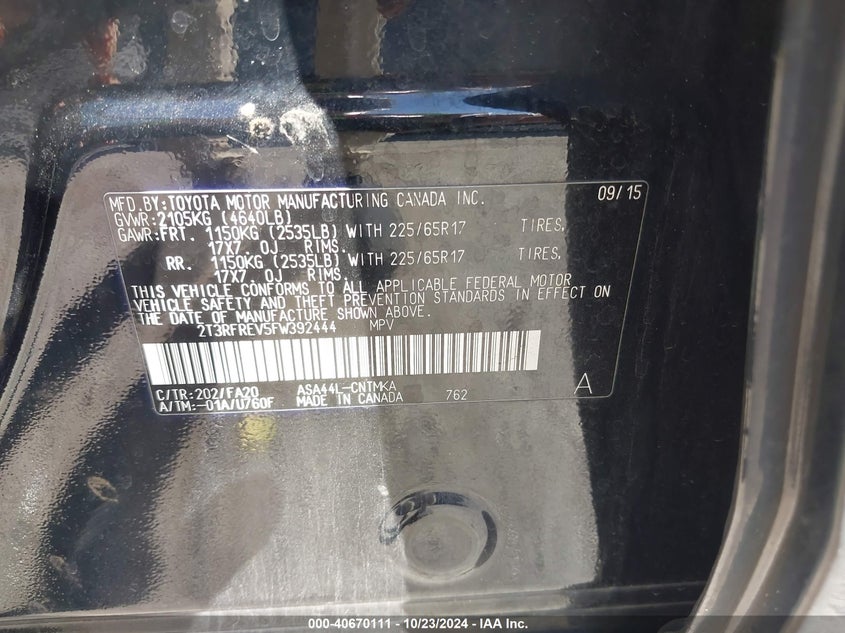 MFD.BY:TOYOTA MOTOR MANUFACTURING CANADA INC. 09/15
GVWR:2105KG (4640LB)
GAWR:FRT. 1150KG (2535LB) WITH 225/65R17 TIRES,
17X7.0J RIMS.
RR. 1150KG (2535LB) WITH 225/65R17 TIRES,
17X7.0J RIMS.
THIS VEHICLE CONFORMS TO ALL APPLICABLE FEDERAL MOTOR
VEHICLE SAFETY AND THEFT PREVENTION STANDARDS IN EFFECT ON
THE DATE OF MANUFACTURE SHOWN ABOVE.
2T3RFREV5FW392444 MPV
C/TR:202/FA20 ASA44L-CNTMKA A
A/TM:-01A/U760F MADE IN CANADA 762
000-40670111 - 10/23/2024 - IAA Inc.